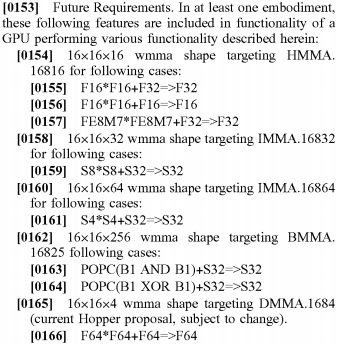 [0153] Future Requirements. In at least one embodiment,
these following features are included in functionality of a
GPU performing various functionality described herein:
[0154] 16×16×16 wmma shape targeting HMMA.
16816 for following cases:
[0155] F16*F16+F32=>F32
[0156] F16*F16+F16=>F16
[0157] FE8M7*FE8M7+F32=>F32
[0158] 16×16×32 wmma shape targeting IMMA.16832
for following cases:
[0159] S8*S8+S32=>S32
[0160] 16×16×64 wmma shape targeting IMMA.16864
for following cases:
[0161] S4*S4+S32=>S32
[0162] 16×16×256 wmma shape targeting BMMA.
16825 following cases:
[0163] POPC(B1 AND B1)+S32=>S32
[0164] POPC(B1 XOR B1)+S32=>S32
[0165] 16×16×4 wmma shape targeting DMMA.1684
(current Hopper proposal, subject to change).
[0166] F64*F64+F64=>F64